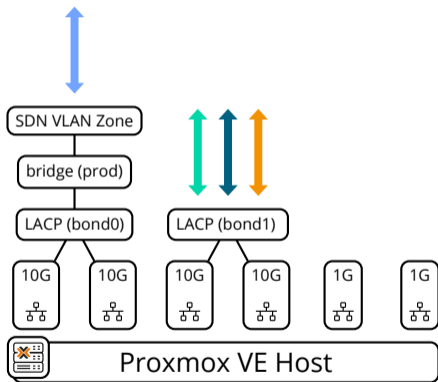 SDN VLAN Zone
bridge (prod)
LACP (bond0)
LACP (bond1)
10G
10G
10G
10G
1G
1G
Proxmox VE Host